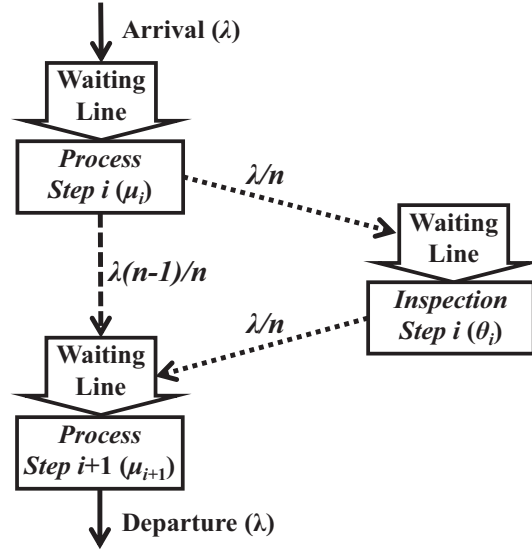 Arrival (λ)
Waiting
Line
Process
Step i (μi)
λ/n
Waiting
Line
λ(n-1)/n
Inspection
Step i (θi)
λ/n
Waiting
Line
Process
Step i+1 (μi+1)
Departure (λ)